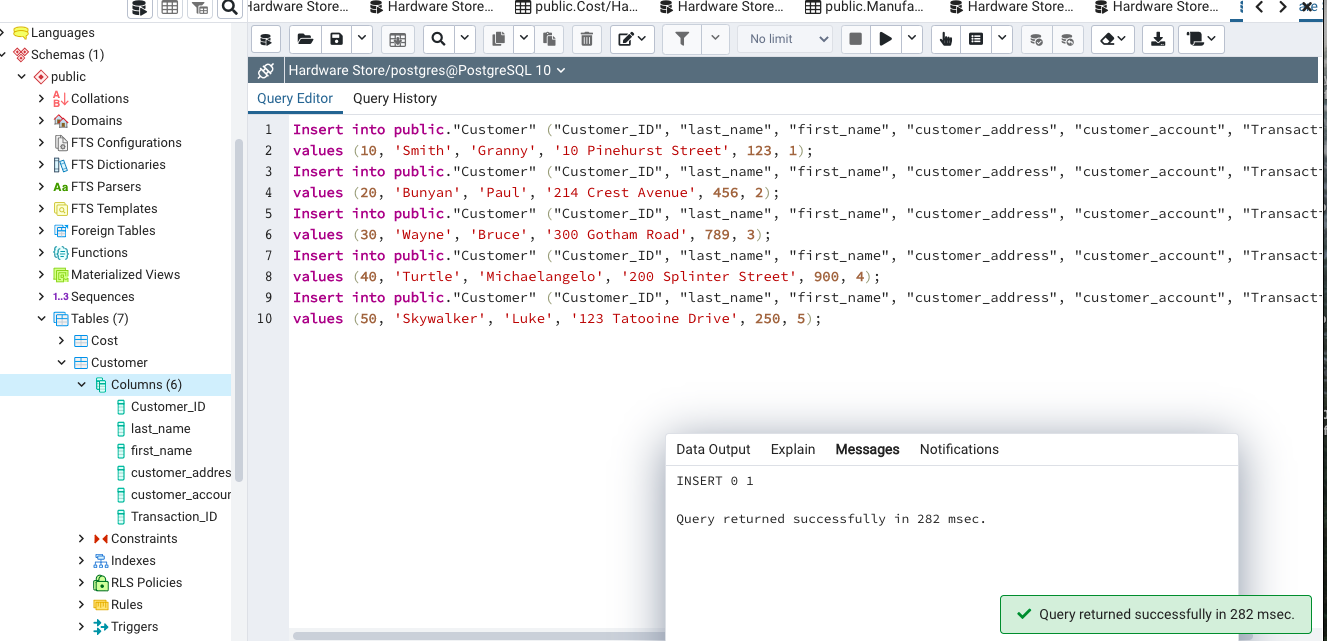 Hardware Store... Hardware Store... public.Cost/Ha... Hardware Store... public.Manufa... Hardware Store... Hardware Store...
No limit
Hardware Store/postgres@PostgreSQL 10
Query Editor Query History
Languages
Schemas (1)
public
Collations
Domains
FTS Configurations
FTS Dictionaries
Aa FTS Parsers
FTS Templates
Foreign Tables
Functions
Materialized Views
1..3 Sequences
Tables (7)
Cost
Customer
Columns (6)
Customer_ID
last_name
first_name
customer_addres
customer_accour
Transaction_ID
Constraints
Indexes
RLS Policies
Rules
Triggers
1 Insert into public."Customer" ("Customer_ID", "last_name", "first_name", "customer_address", "customer_account", "Transact
2 values (10, 'Smith', 'Granny', '10 Pinehurst Street', 123, 1);
3 Insert into public."Customer" ("Customer_ID", "last_name", "first_name", "customer_address", "customer_account", "Transact
4 values (20, 'Bunyan', 'Paul', '214 Crest Avenue', 456, 2);
5 Insert into public."Customer" ("Customer_ID", "last_name", "first_name", "customer_address", "customer_account", "Transact
6 values (30, 'Wayne', 'Bruce', '300 Gotham Road', 789, 3);
7 Insert into public."Customer" ("Customer_ID", "last_name", "first_name", "customer_address", "customer_account", "Transact
8 values (40, 'Turtle', 'Michaelangelo', '200 Splinter Street', 900, 4);
9 Insert into public."Customer" ("Customer_ID", "last_name", "first_name", "customer_address", "customer_account", "Transact
10 values (50, 'Skywalker', 'Luke', '123 Tatooine Drive', 250, 5);
Data Output Explain Messages Notifications
INSERT 0 1
Query returned successfully in 282 msec.
Query returned successfully in 282 msec.